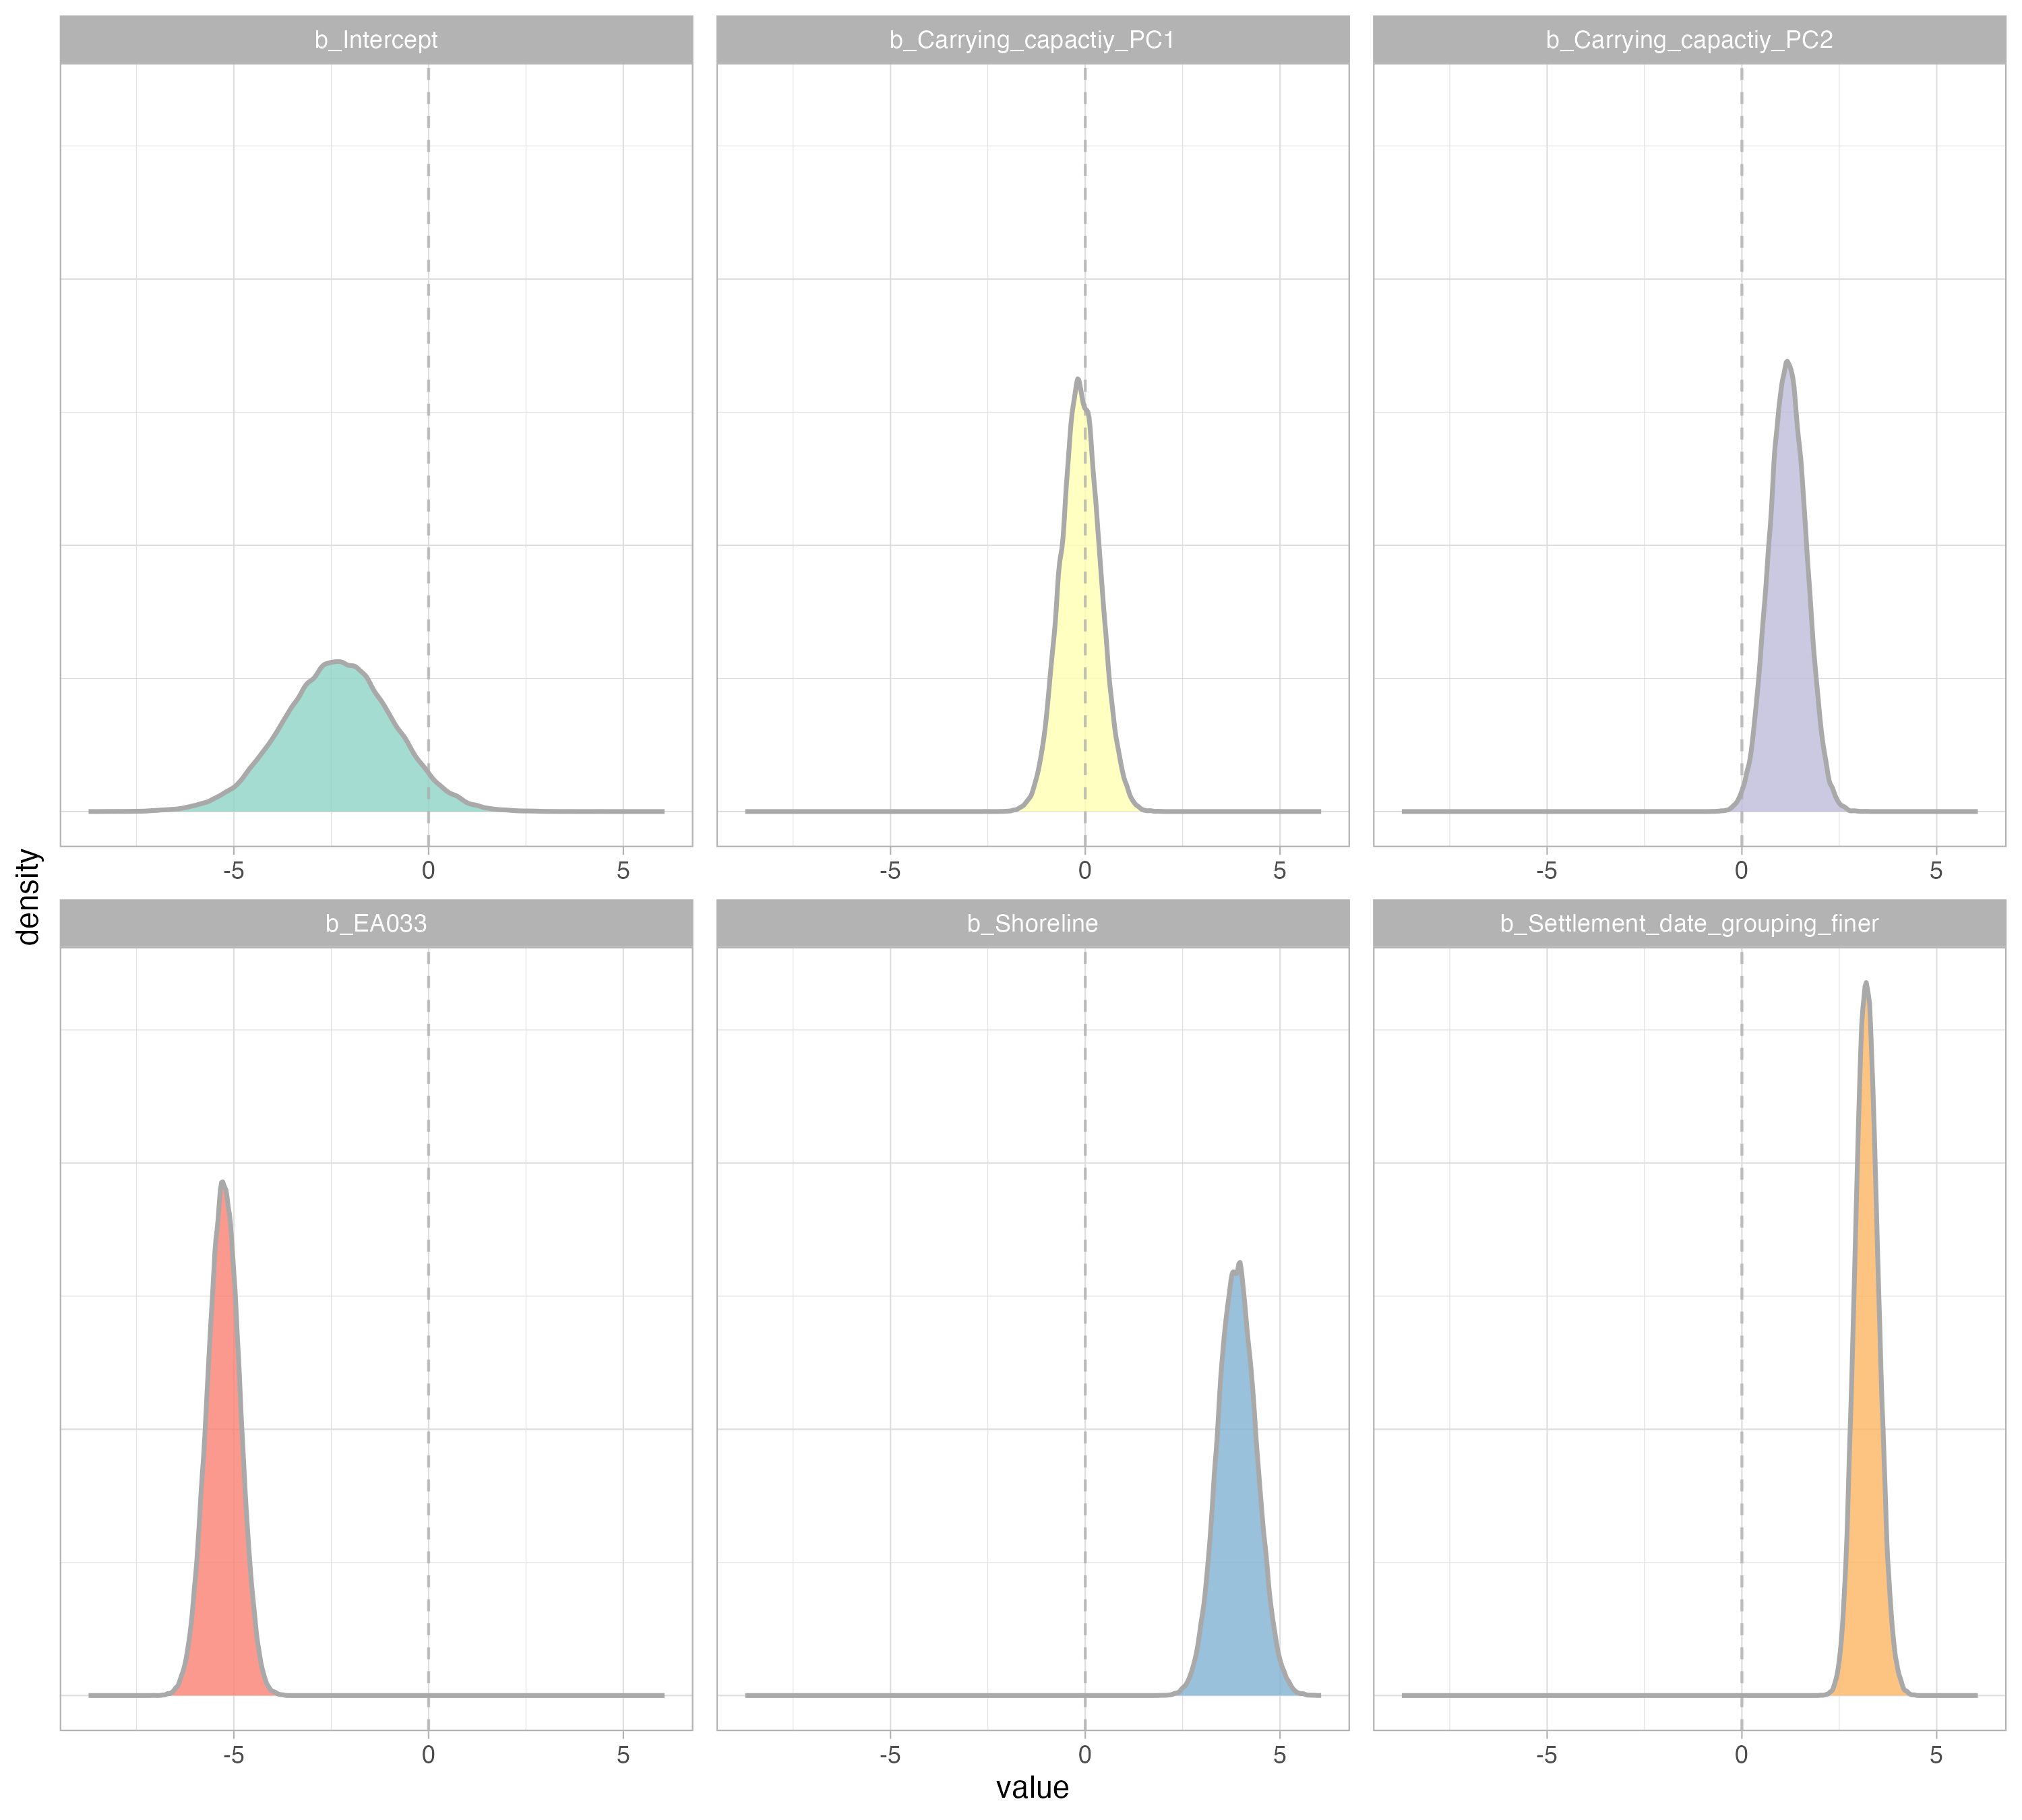 b_Intercept b_Carrying_capactiy_PC1 b_Carrying_capactiy_PC2
-5 0 5 -5 0 5 -5 0 5
density
b_EA033 b_Shoreline b_Settlement_date_grouping_finer
-5 0 5 -5 0 5 -5 0 5
value